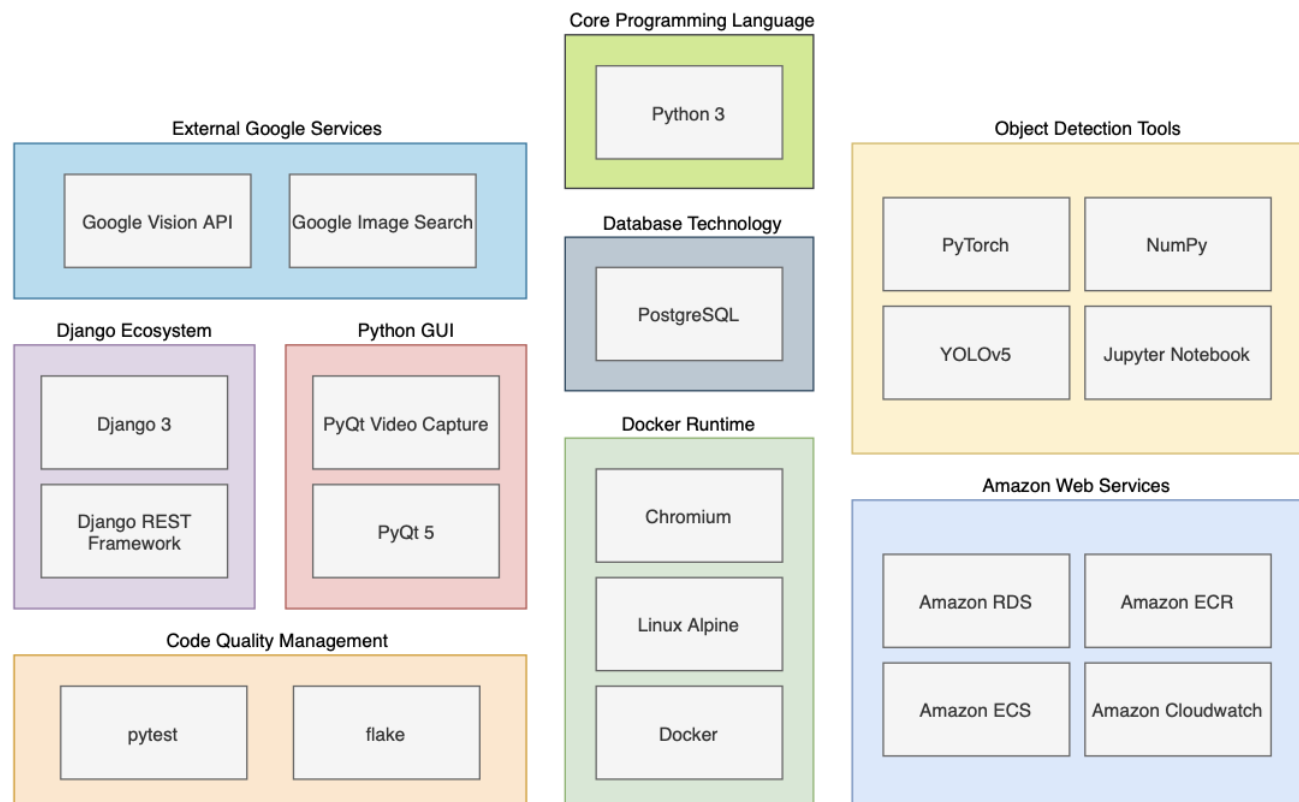 Core Programming Language
Python 3
External Google Services
Google Vision API
Google Image Search
Object Detection Tools
PyTorch
NumPy
YOLOv5
Jupyter Notebook
Database Technology
PostgreSQL
Django Ecosystem
Django 3
Django REST
Framework
Python GUI
PyQt Video Capture
PyQt 5
Docker Runtime
Chromium
Linux Alpine
Docker
Amazon Web Services
Amazon RDS
Amazon ECR
Amazon ECS
Amazon Cloudwatch
Code Quality Management
pytest
flake